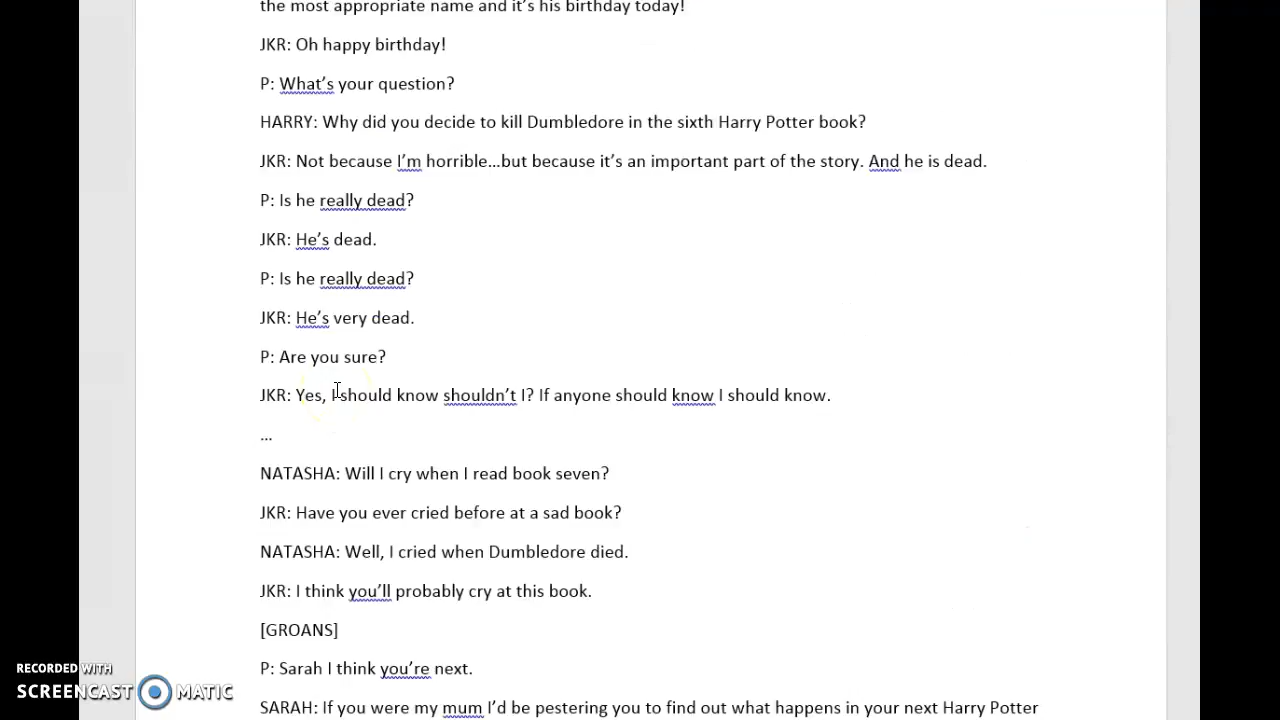 the most appropriate name and it's his birthday today!
JKR: Oh happy birthday!
P: What's your question?
HARRY: Why did you decide to kill Dumbledore in the sixth Harry Potter book?
JKR: Not because I'm horrible…but because it's an important part of the story. And he is dead.
P: Is he really dead?
JKR: He's dead.
P: Is he really dead?
JKR: He's very dead.
P: Are you sure?
JKR: Yes, I should know shouldn't I? If anyone should know I should know.
…
NATASHA: Will I cry when I read book seven?
JKR: Have you ever cried before at a sad book?
NATASHA: Well, I cried when Dumbledore died.
JKR: I think you'll probably cry at this book.
[GROANS]
P: Sarah I think you're next.
SARAH: If you were my mum I'd be pestering you to find out what happens in your next Harry Potter
RECORDED WITH
SCREENCAST MATIC